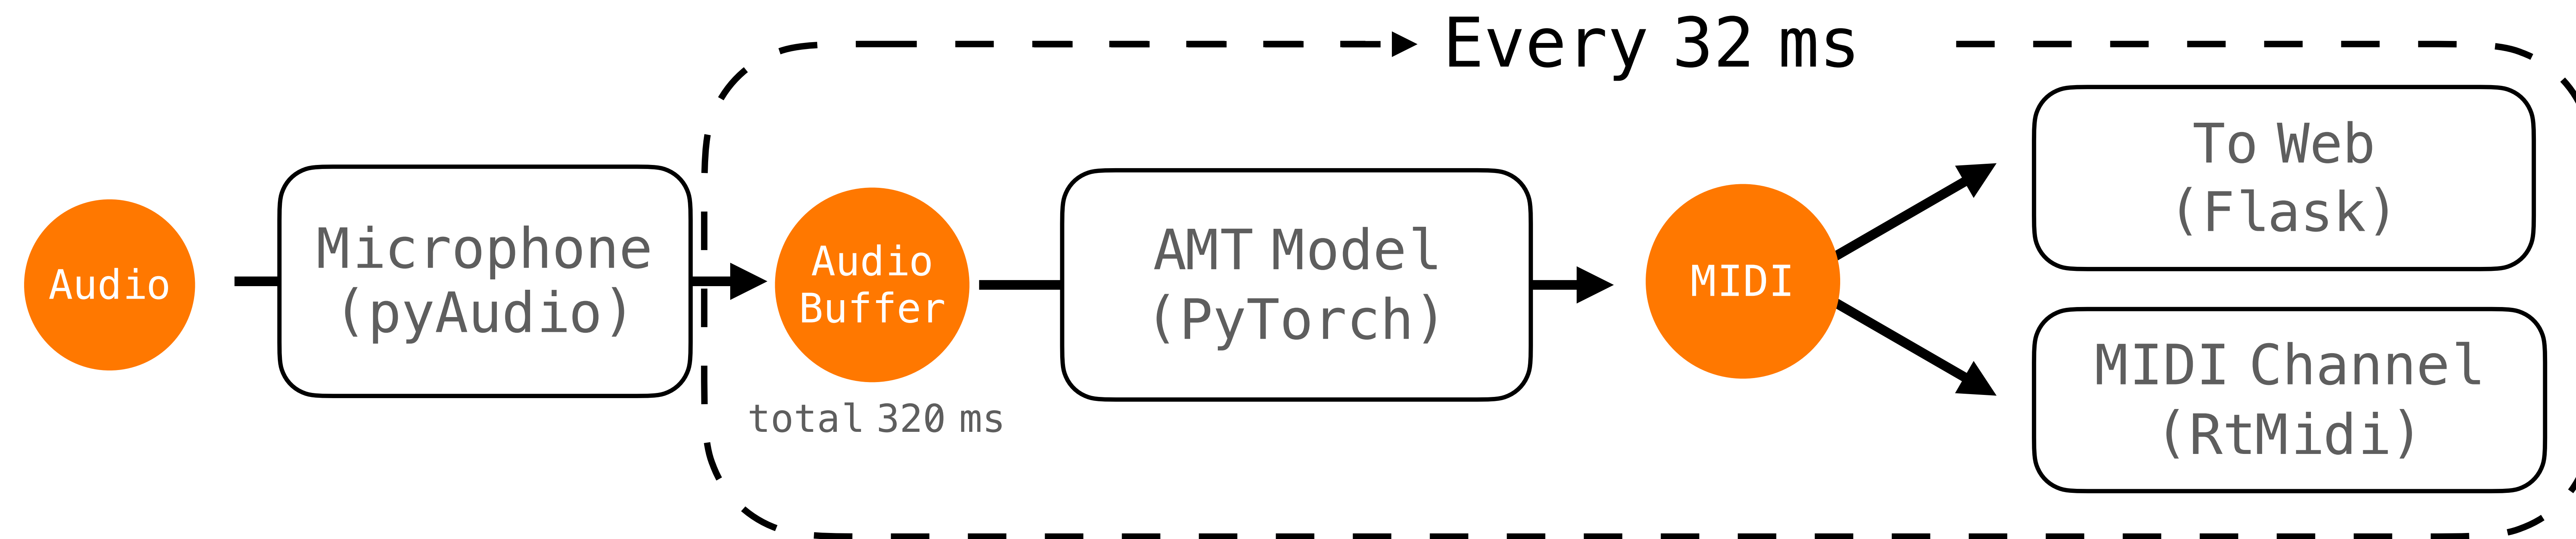 Every 32 ms
Audio
Microphone
(pyAudio)
Audio
Buffer
total 320 ms
AMT Model
(PyTorch)
MIDI
To Web
(Flask)
MIDI Channel
(RtMidi)